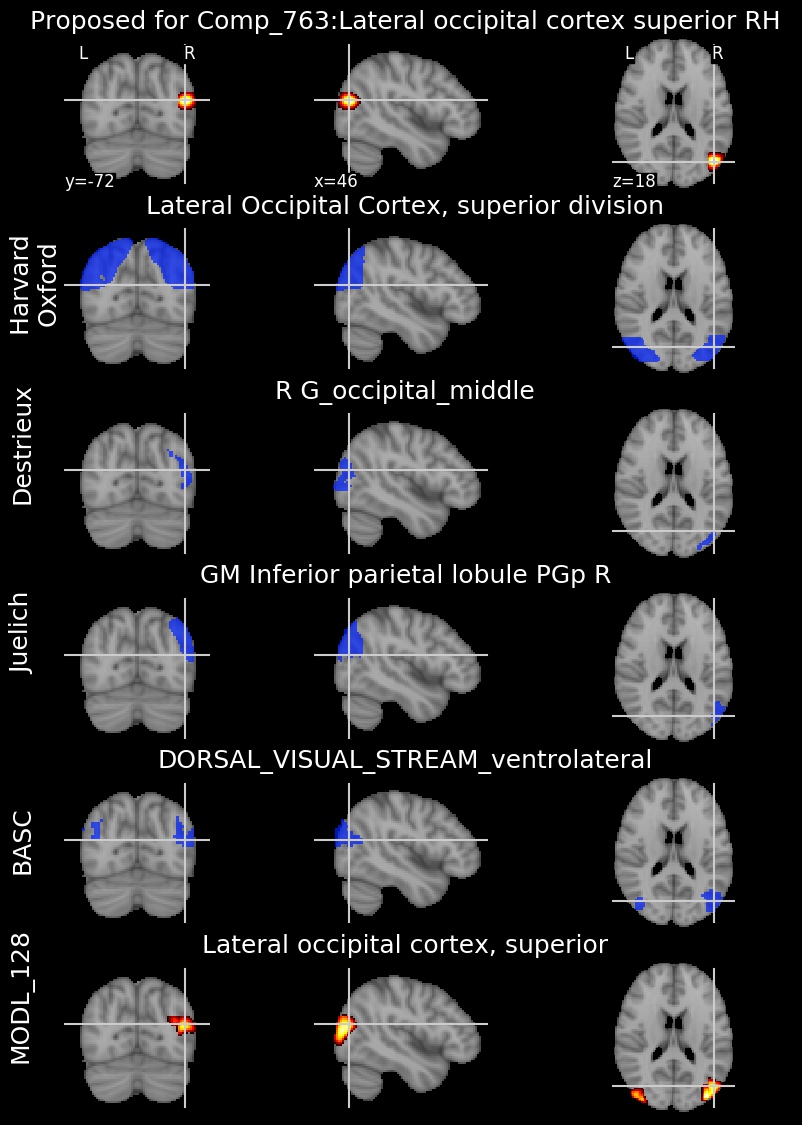 Proposed for Comp_763:Lateral occipital cortex superior RH
L R L R
y=-72 x=46 z=18
Lateral Occipital Cortex, superior division
Harvard
Oxford
R G_occipital_middle
Destrieux
GM Inferior parietal lobule PGp R
Juelich
DORSAL_VISUAL_STREAM_ventrolateral
BASC
Lateral occipital cortex, superior
MODL_128